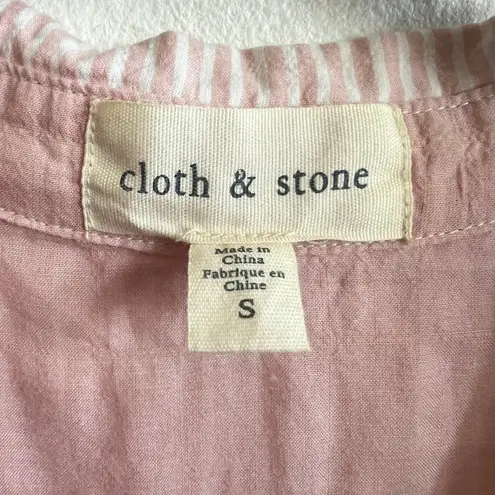 cloth & stone
Made in
China
Fabrique en
Chine
S